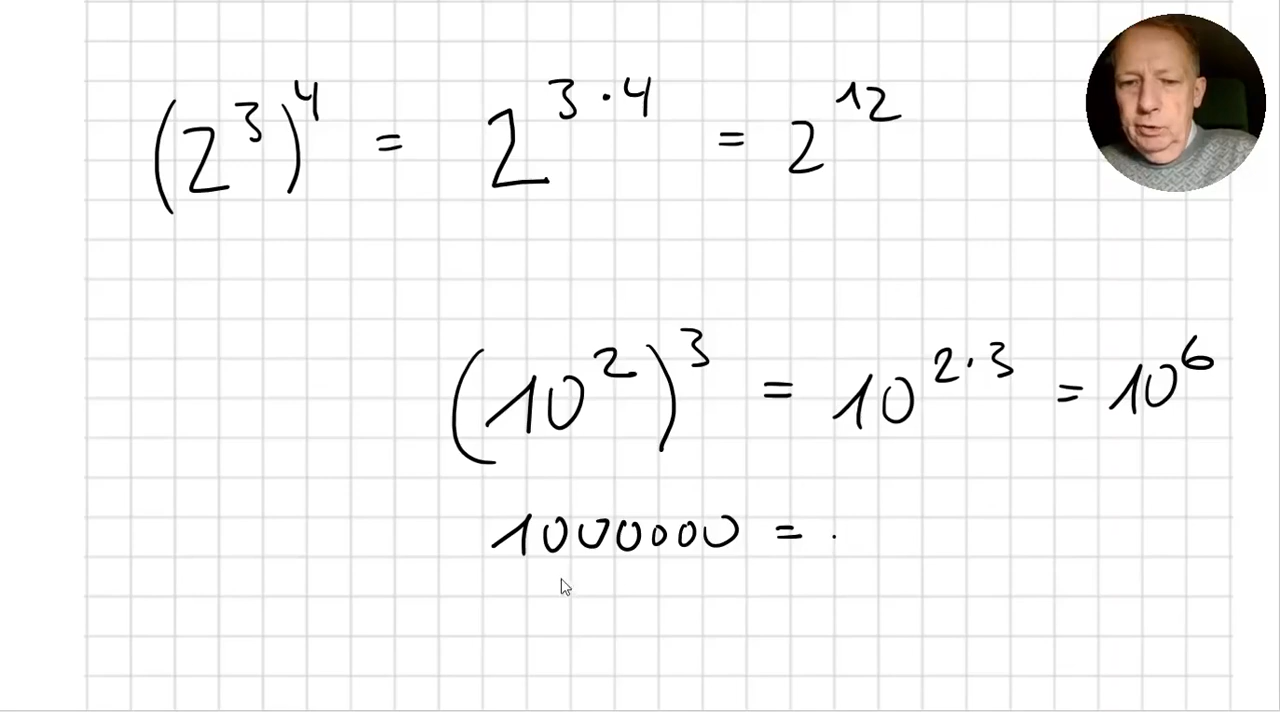 (2³)⁴ = 2³·⁴ = 2¹²
(10²)³ = 10²·³ = 10⁶
1000000 = .